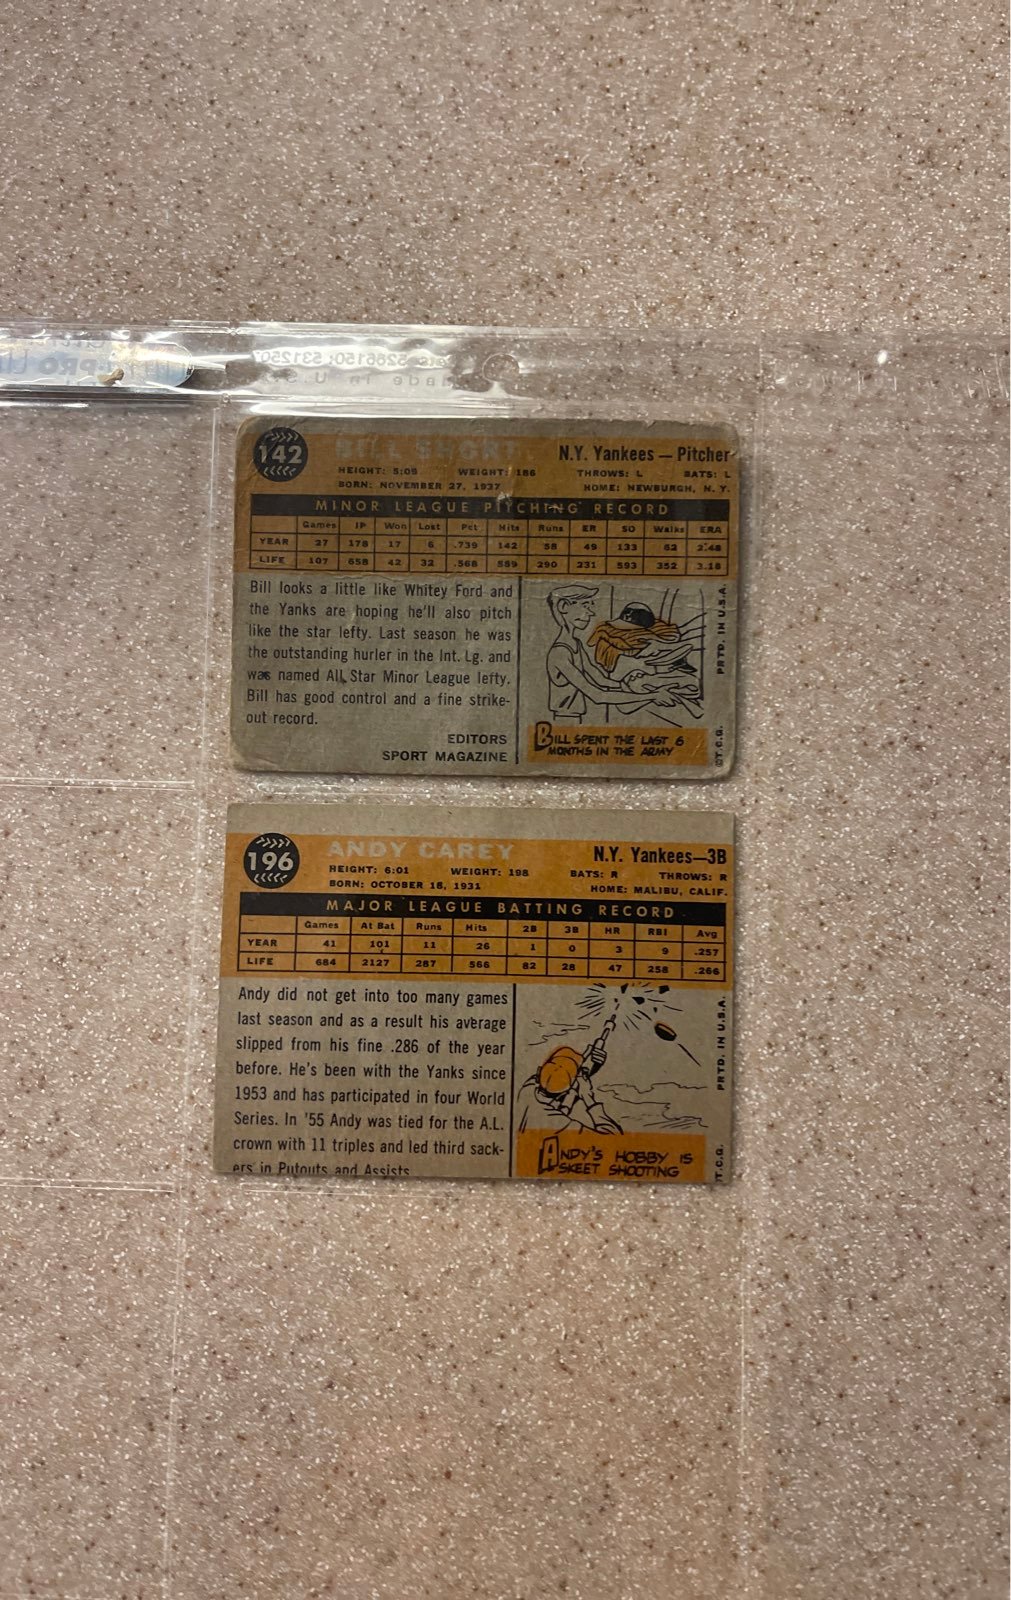 PRO
5266150; 531250
Made in U.S.
142
BILL SHORT
N.Y. Yankees — Pitcher
HEIGHT: 5:09 WEIGHT: 186 THROWS: L BATS: L
BORN: NOVEMBER 27, 1937 HOME: NEWBURGH, N. Y.
MINOR LEAGUE PITCHING RECORD
Games IP Won Lost Pct Hits Runs ER SO Walks ERA
YEAR 27 178 17 6 .739 142 58 49 133 62 2.48
LIFE 107 658 42 32 .568 589 290 231 593 352 3.18
Bill looks a little like Whitey Ford and
the Yanks are hoping he'll also pitch
like the star lefty. Last season he was
the outstanding hurler in the Int. Lg. and
was named All Star Minor League lefty.
Bill has good control and a fine strike-
out record.
EDITORS
SPORT MAGAZINE
BILL SPENT THE LAST 6
MONTHS IN THE ARMY
©T.C.G. PRTD. IN U.S.A.
196
ANDY CAREY
N.Y. Yankees—3B
HEIGHT: 6:01 WEIGHT: 198 BATS: R THROWS: R
BORN: OCTOBER 18, 1931 HOME: MALIBU, CALIF.
MAJOR LEAGUE BATTING RECORD
Games At Bat Runs Hits 2B 3B HR RBI Avg
YEAR 41 101 11 26 1 0 3 9 .257
LIFE 684 2127 287 566 82 28 47 258 .266
Andy did not get into too many games
last season and as a result his average
slipped from his fine .286 of the year
before. He's been with the Yanks since
1953 and has participated in four World
Series. In '55 Andy was tied for the A.L.
crown with 11 triples and led third sack-
ers in Putouts and Assists
ANDY'S HOBBY IS
SKEET SHOOTING
T.C.G. PRTD. IN U.S.A.